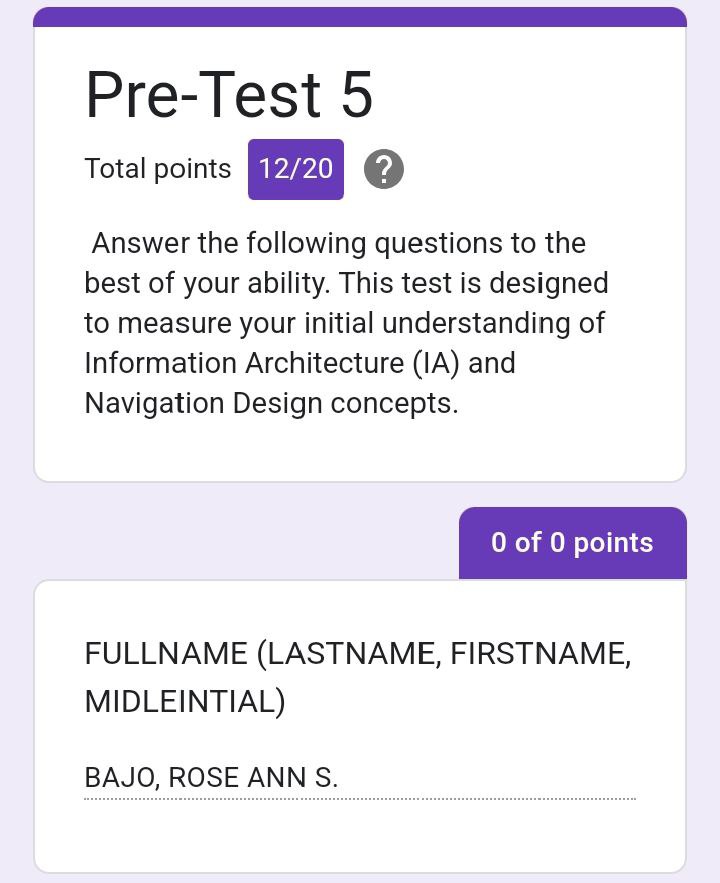 Pre-Test 5
Total points 12/20 ?
Answer the following questions to the
best of your ability. This test is designed
to measure your initial understanding of
Information Architecture (IA) and
Navigation Design concepts.
0 of 0 points
FULLNAME (LASTNAME, FIRSTNAME,
MIDLEINTIAL)
BAJO, ROSE ANN S.